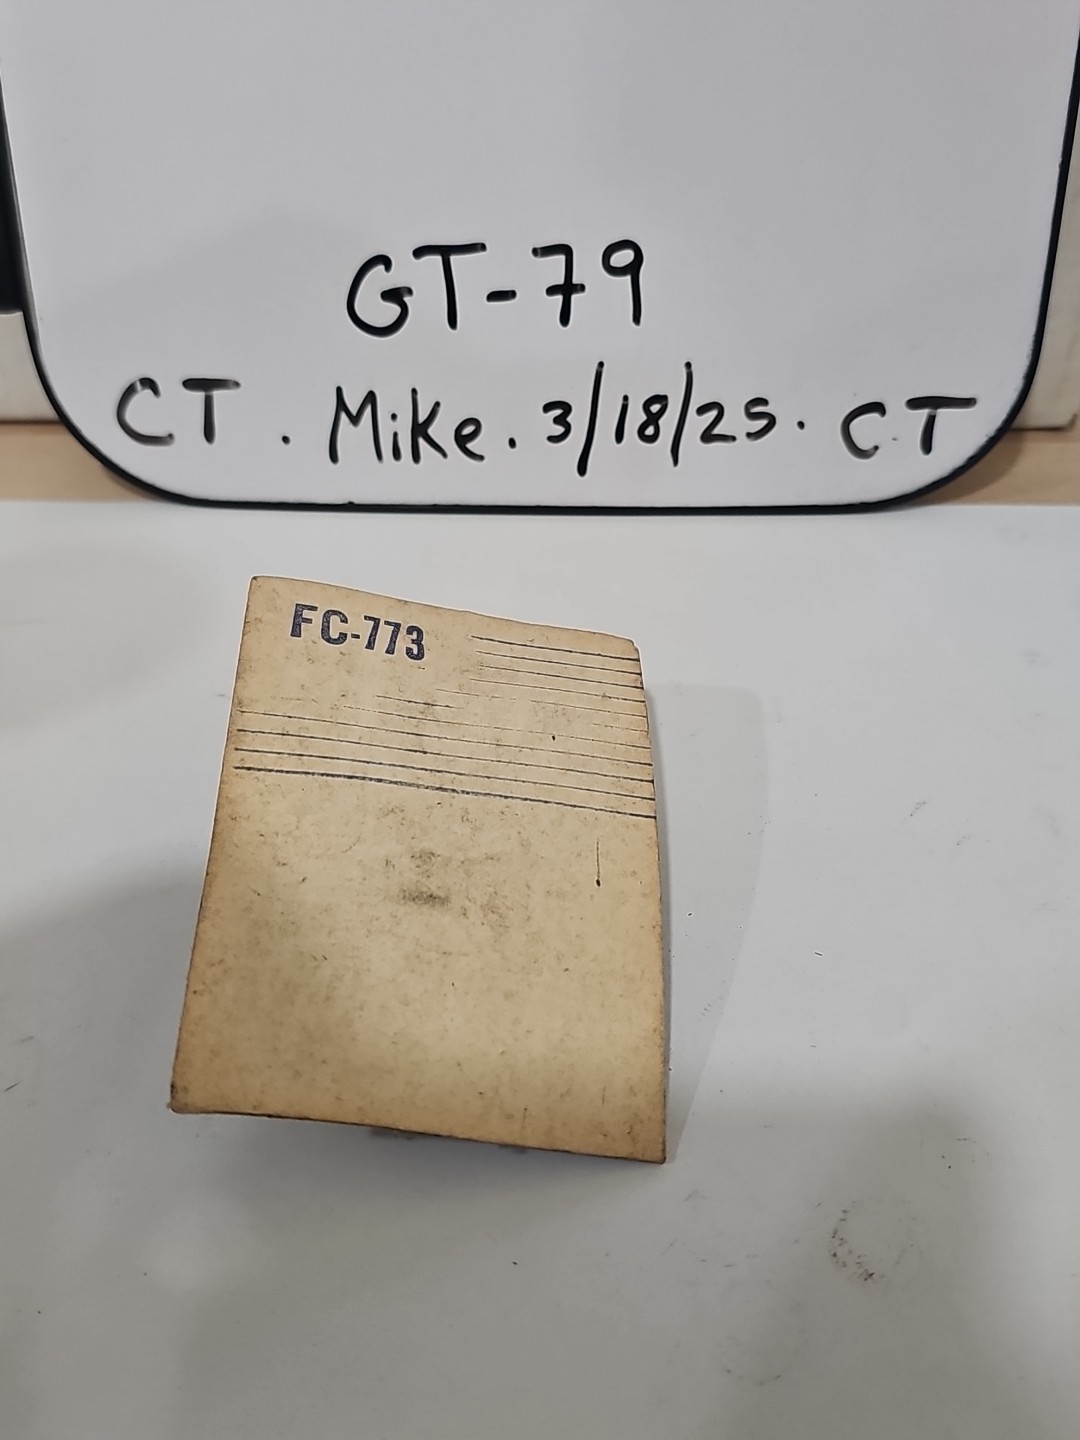 GT-79
CT . Mike. 3/18/25. CT
FC-773